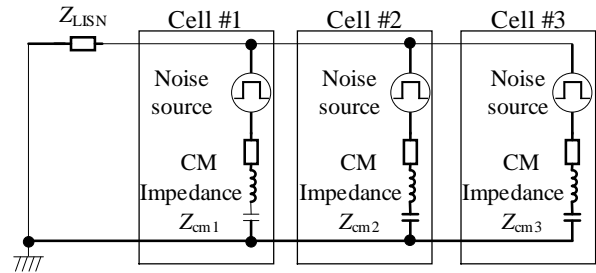 Z_LISN
Cell #1
Cell #2
Cell #3
Noise
source
Noise
source
Noise
source
CM
Impedance
Z_cm1
CM
Impedance
Z_cm2
CM
Impedance
Z_cm3